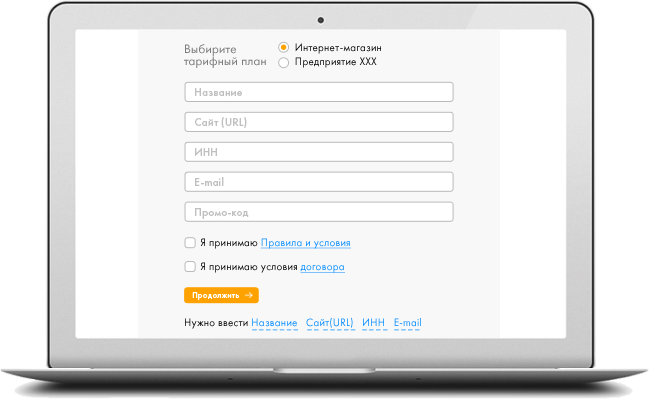 Выбирите
тарифный план
Интернет-магазин
Предприятие XXX
Название
Сайт (URL)
ИНН
E-mail
Промо-код
Я принимаю Правила и условия
Я принимаю условия договора
Продолжить →
Нужно ввести Название Сайт(URL) ИНН E-mail